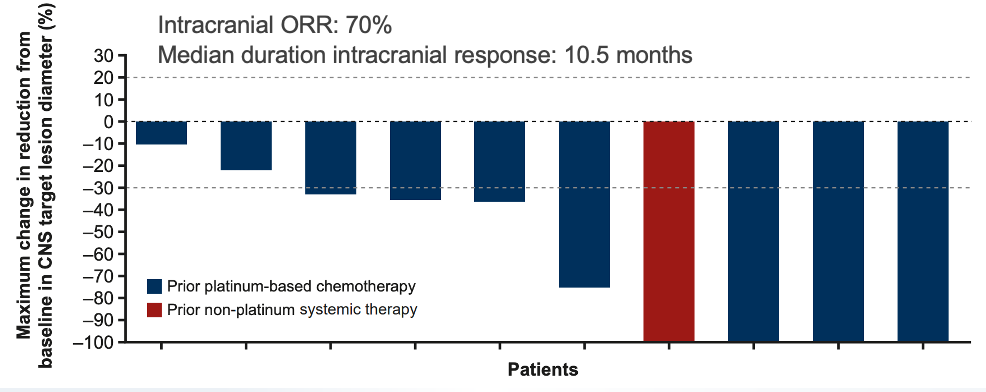 Intracranial ORR: 70%
Median duration intracranial response: 10.5 months
Maximum change in reduction from
baseline in CNS target lesion diameter (%)
30
20
10
0
–10
–20
–30
–40
–50
–60
–70
–80
–90
–100
Prior platinum-based chemotherapy
Prior non-platinum systemic therapy
Patients